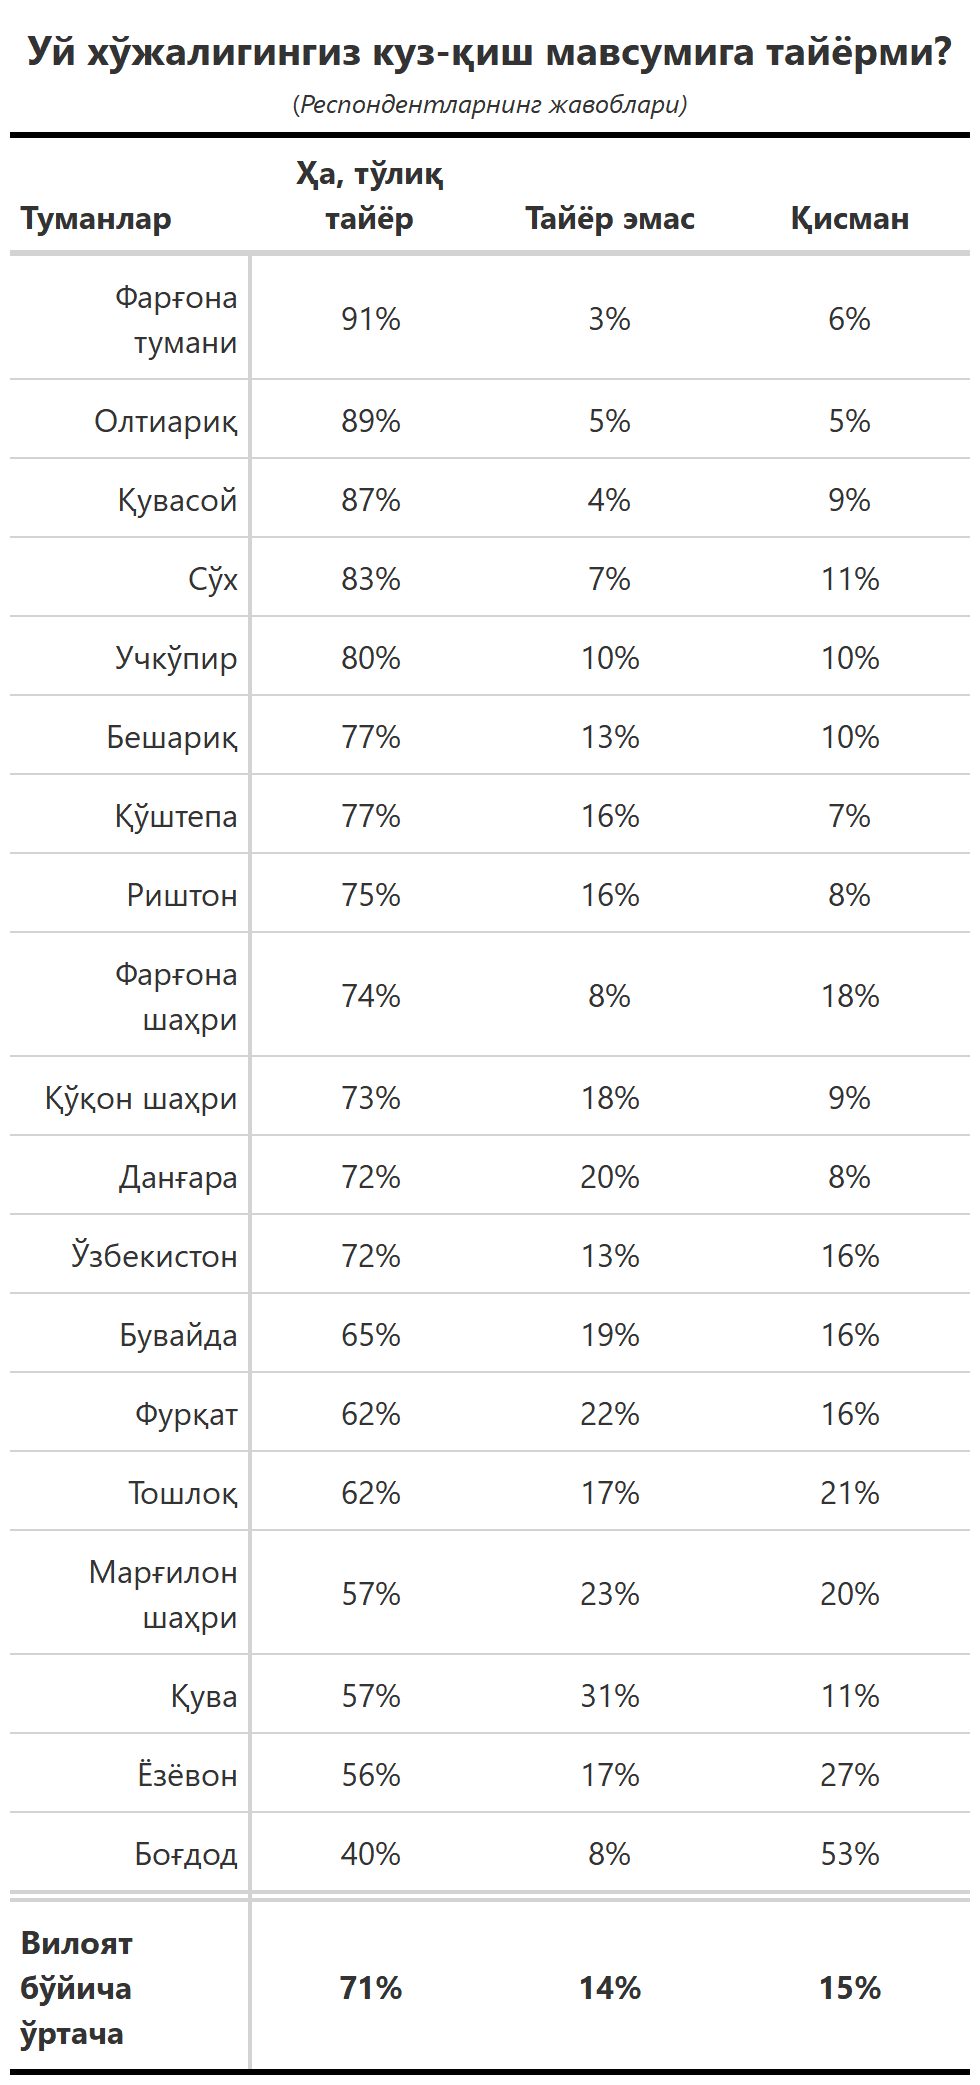 Уй хўжалигингиз куз-қиш мавсумига тайёрми?
(Респондентларнинг жавоблари)
Туманлар Ҳа, тўлиқ тайёр Тайёр эмас Қисман
Фарғона тумани 91% 3% 6%
Олтиариқ 89% 5% 5%
Қувасой 87% 4% 9%
Сўх 83% 7% 11%
Учкўпир 80% 10% 10%
Бешариқ 77% 13% 10%
Қўштепа 77% 16% 7%
Риштон 75% 16% 8%
Фарғона шаҳри 74% 8% 18%
Қўқон шаҳри 73% 18% 9%
Данғара 72% 20% 8%
Ўзбекистон 72% 13% 16%
Бувайда 65% 19% 16%
Фурқат 62% 22% 16%
Тошлоқ 62% 17% 21%
Марғилон шаҳри 57% 23% 20%
Қува 57% 31% 11%
Ёзёвон 56% 17% 27%
Боғдод 40% 8% 53%
Вилоят бўйича ўртача 71% 14% 15%